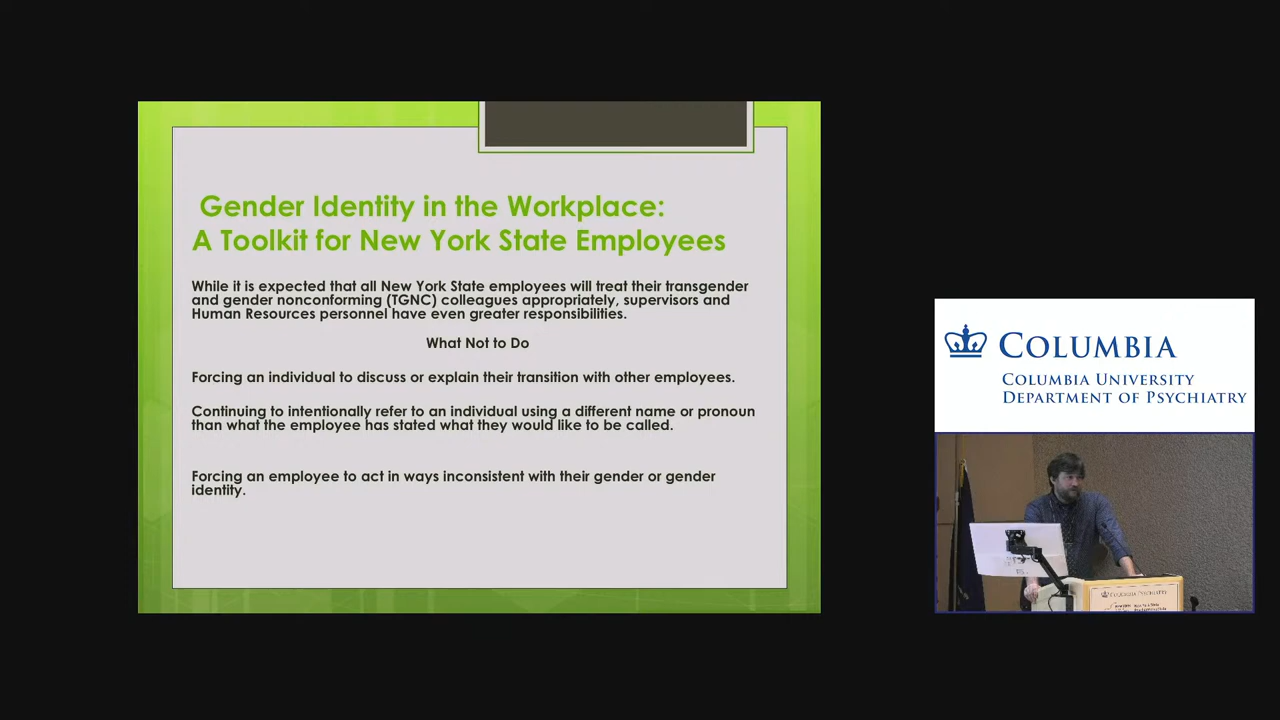 Gender Identity in the Workplace:
A Toolkit for New York State Employees
While it is expected that all New York State employees will treat their transgender
and gender nonconforming (TGNC) colleagues appropriately, supervisors and
Human Resources personnel have even greater responsibilities.
What Not to Do
Forcing an individual to discuss or explain their transition with other employees.
Continuing to intentionally refer to an individual using a different name or pronoun
than what the employee has stated what they would like to be called.
Forcing an employee to act in ways inconsistent with their gender or gender
identity.
COLUMBIA
COLUMBIA UNIVERSITY
DEPARTMENT OF PSYCHIATRY
COLUMBIA PSYCHIATRY